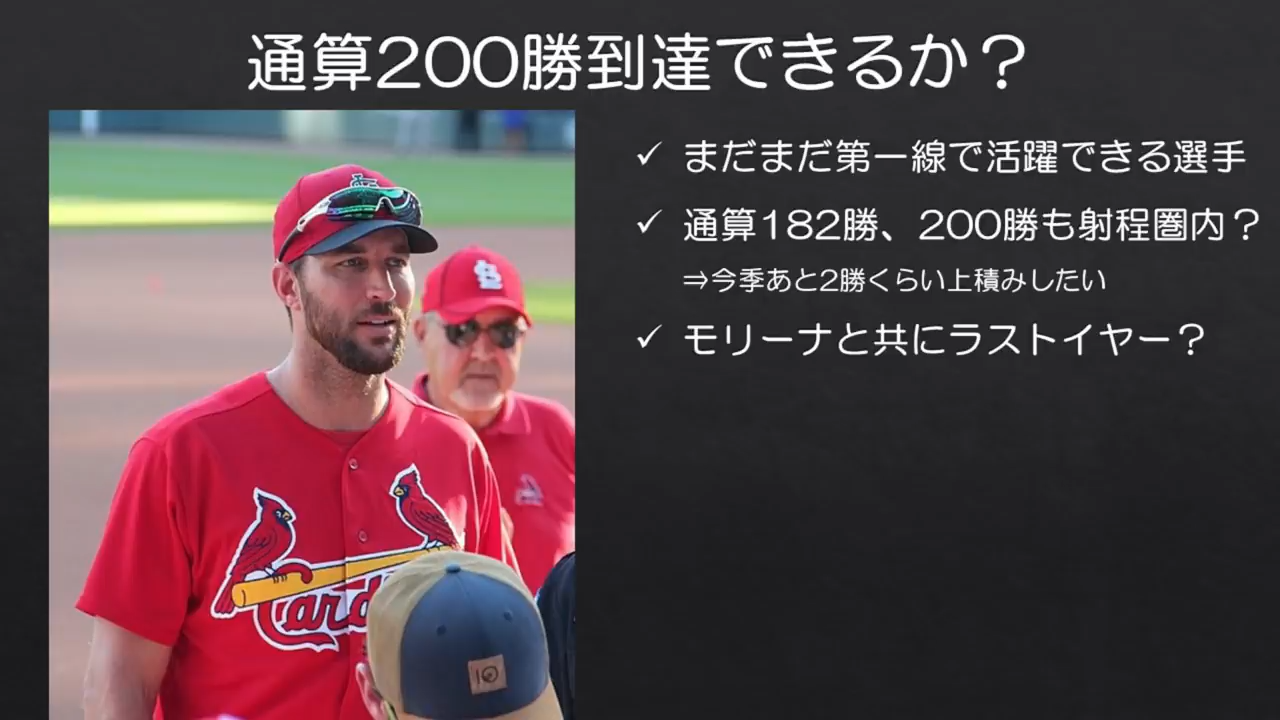 通算200勝到達できるか？
✓ まだまだ第一線で活躍できる選手
✓ 通算182勝、200勝も射程圏内？
⇒今季あと2勝くらい上積みしたい
✓ モリーナと共にラストイヤー？